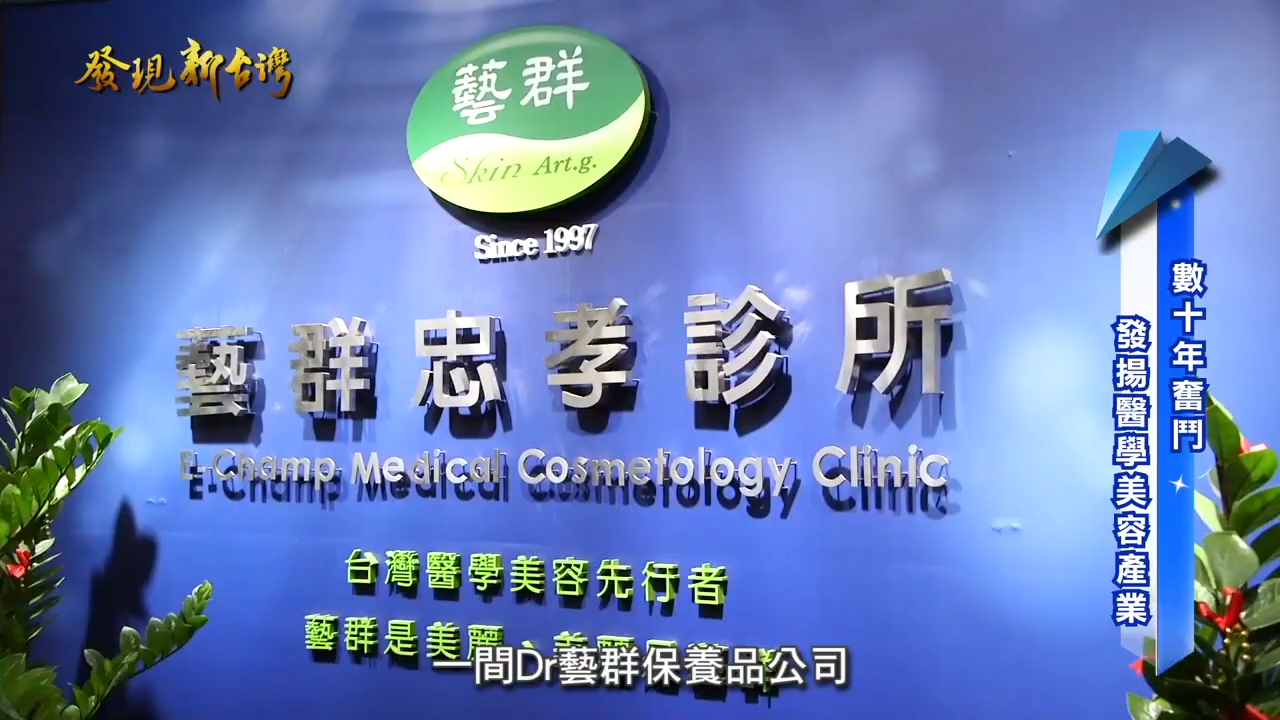 發現新台灣
藝群
Skin Art.g.
Since 1997
藝群忠孝診所
E-Champ Medical Cosmetology Clinic
台灣醫學美容先行者
藝群是美麗、美麗
一間Dr藝群保養品公司
數十年奮鬥
發揚醫學美容產業